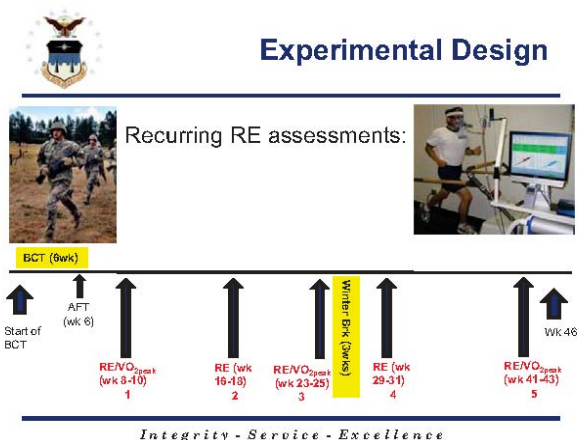 Experimental Design
Recurring RE assessments:
BCT (6wk)
Start of
BCT
AFT
(wk 6)
RE/VO2peak
(wk 8-10)
1
RE (wk
16-18)
2
RE/VO2peak
(wk 23-25)
3
Winter Brk (3wks)
RE (wk
29-31)
4
RE/VO2peak
(wk 41-43)
5
Wk 46
Integrity - Service - Excellence